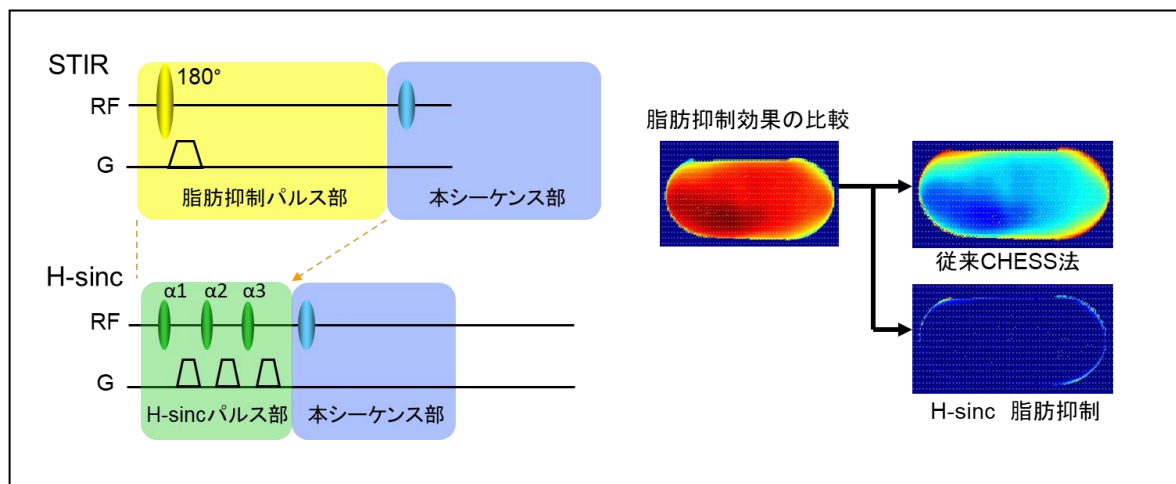 STIR
180°
RF
G
脂肪抑制パルス部
本シーケンス部
H-sinc
α1
α2
α3
RF
G
H-sincパルス部
本シーケンス部
脂肪抑制効果の比較
従来CHESS法
H-sinc 脂肪抑制